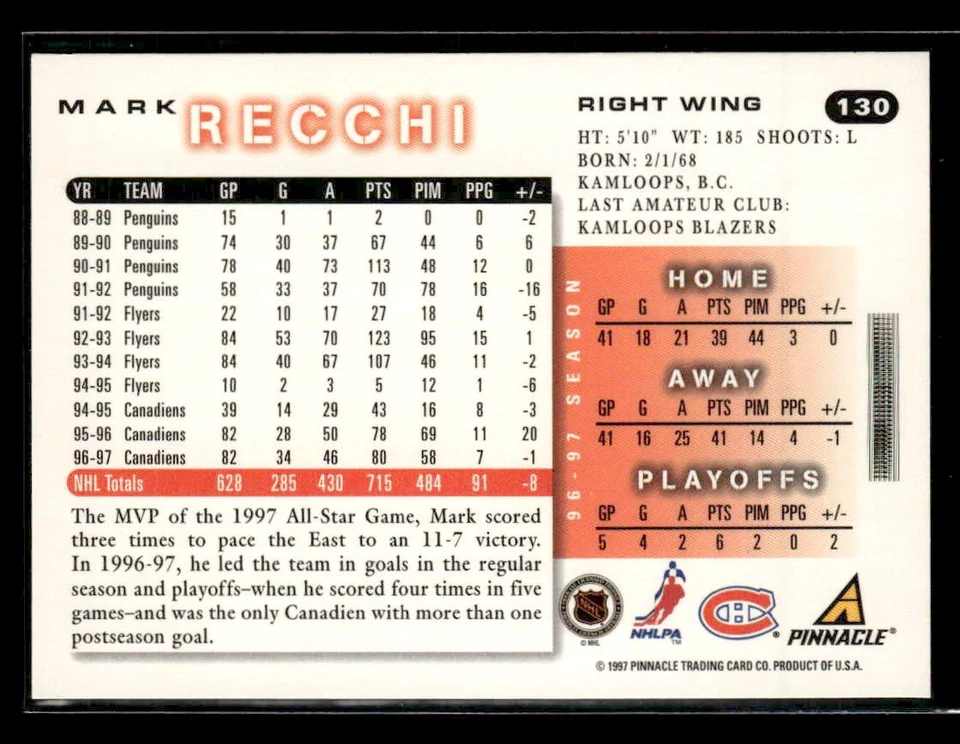 MARK RECCHI
YR TEAM GP G A PTS PIM PPG +/-
88-89 Penguins 15 1 1 2 0 0 -2
89-90 Penguins 74 30 37 67 44 6 6
90-91 Penguins 78 40 73 113 48 12 0
91-92 Penguins 58 33 37 70 78 16 -16
91-92 Flyers 22 10 17 27 18 4 -5
92-93 Flyers 84 53 70 123 95 15 1
93-94 Flyers 84 40 67 107 46 11 -2
94-95 Flyers 10 2 3 5 12 1 -6
94-95 Canadiens 39 14 29 43 16 8 -3
95-96 Canadiens 82 28 50 78 69 11 20
96-97 Canadiens 82 34 46 80 58 7 -1
NHL Totals 628 285 430 715 484 91 -8
The MVP of the 1997 All-Star Game, Mark scored
three times to pace the East to an 11-7 victory.
In 1996-97, he led the team in goals in the regular
season and playoffs–when he scored four times in five
games–and was the only Canadien with more than one
postseason goal.
RIGHT WING 130
HT: 5'10" WT: 185 SHOOTS: L
BORN: 2/1/68
KAMLOOPS, B.C.
LAST AMATEUR CLUB:
KAMLOOPS BLAZERS
96-97 SEASON
HOME
GP G A PTS PIM PPG +/-
41 18 21 39 44 3 0
AWAY
GP G A PTS PIM PPG +/-
41 16 25 41 14 4 -1
PLAYOFFS
GP G A PTS PIM PPG +/-
5 4 2 6 2 0 2
NHL
© NHL
NHLPA
TM
CH ®
PINNACLE®
© 1997 PINNACLE TRADING CARD CO. PRODUCT OF U.S.A.